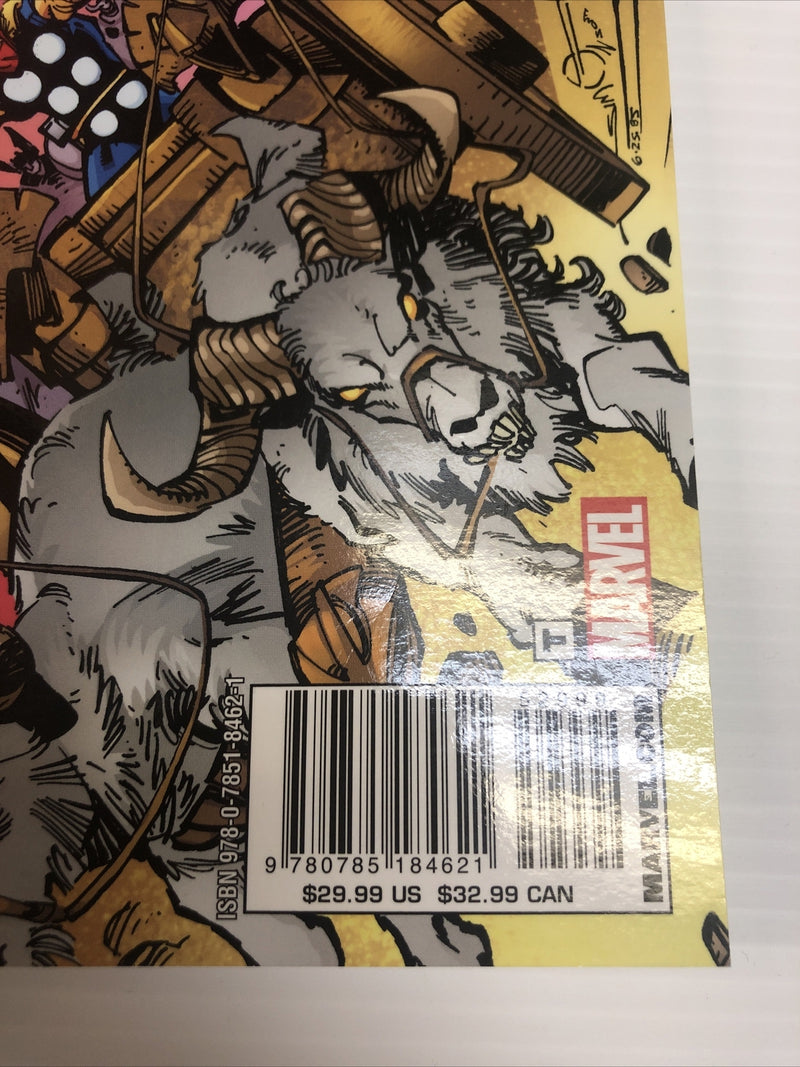 6·25·85
MARVEL
T
ISBN 978-0-7851-8462-1
52999
9 780785 184621
$29.99 US $32.99 CAN
MARVEL.COM